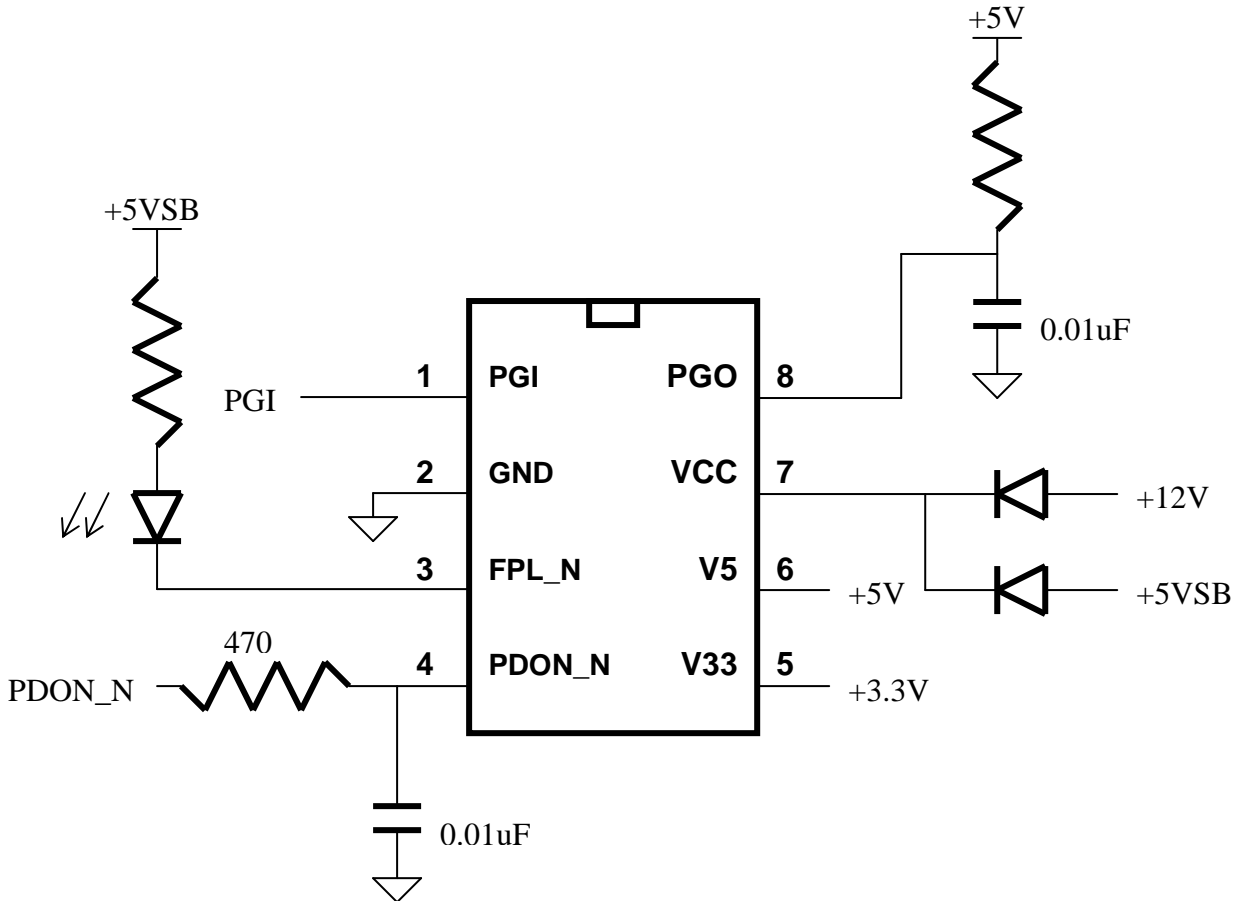 +5V
+5VSB
0.01uF
PGI
1
PGI
PGO
8
2
GND
VCC
7
+12V
3
FPL_N
V5
6
+5V
+5VSB
470
PDON_N
4
PDON_N
V33
5
+3.3V
0.01uF